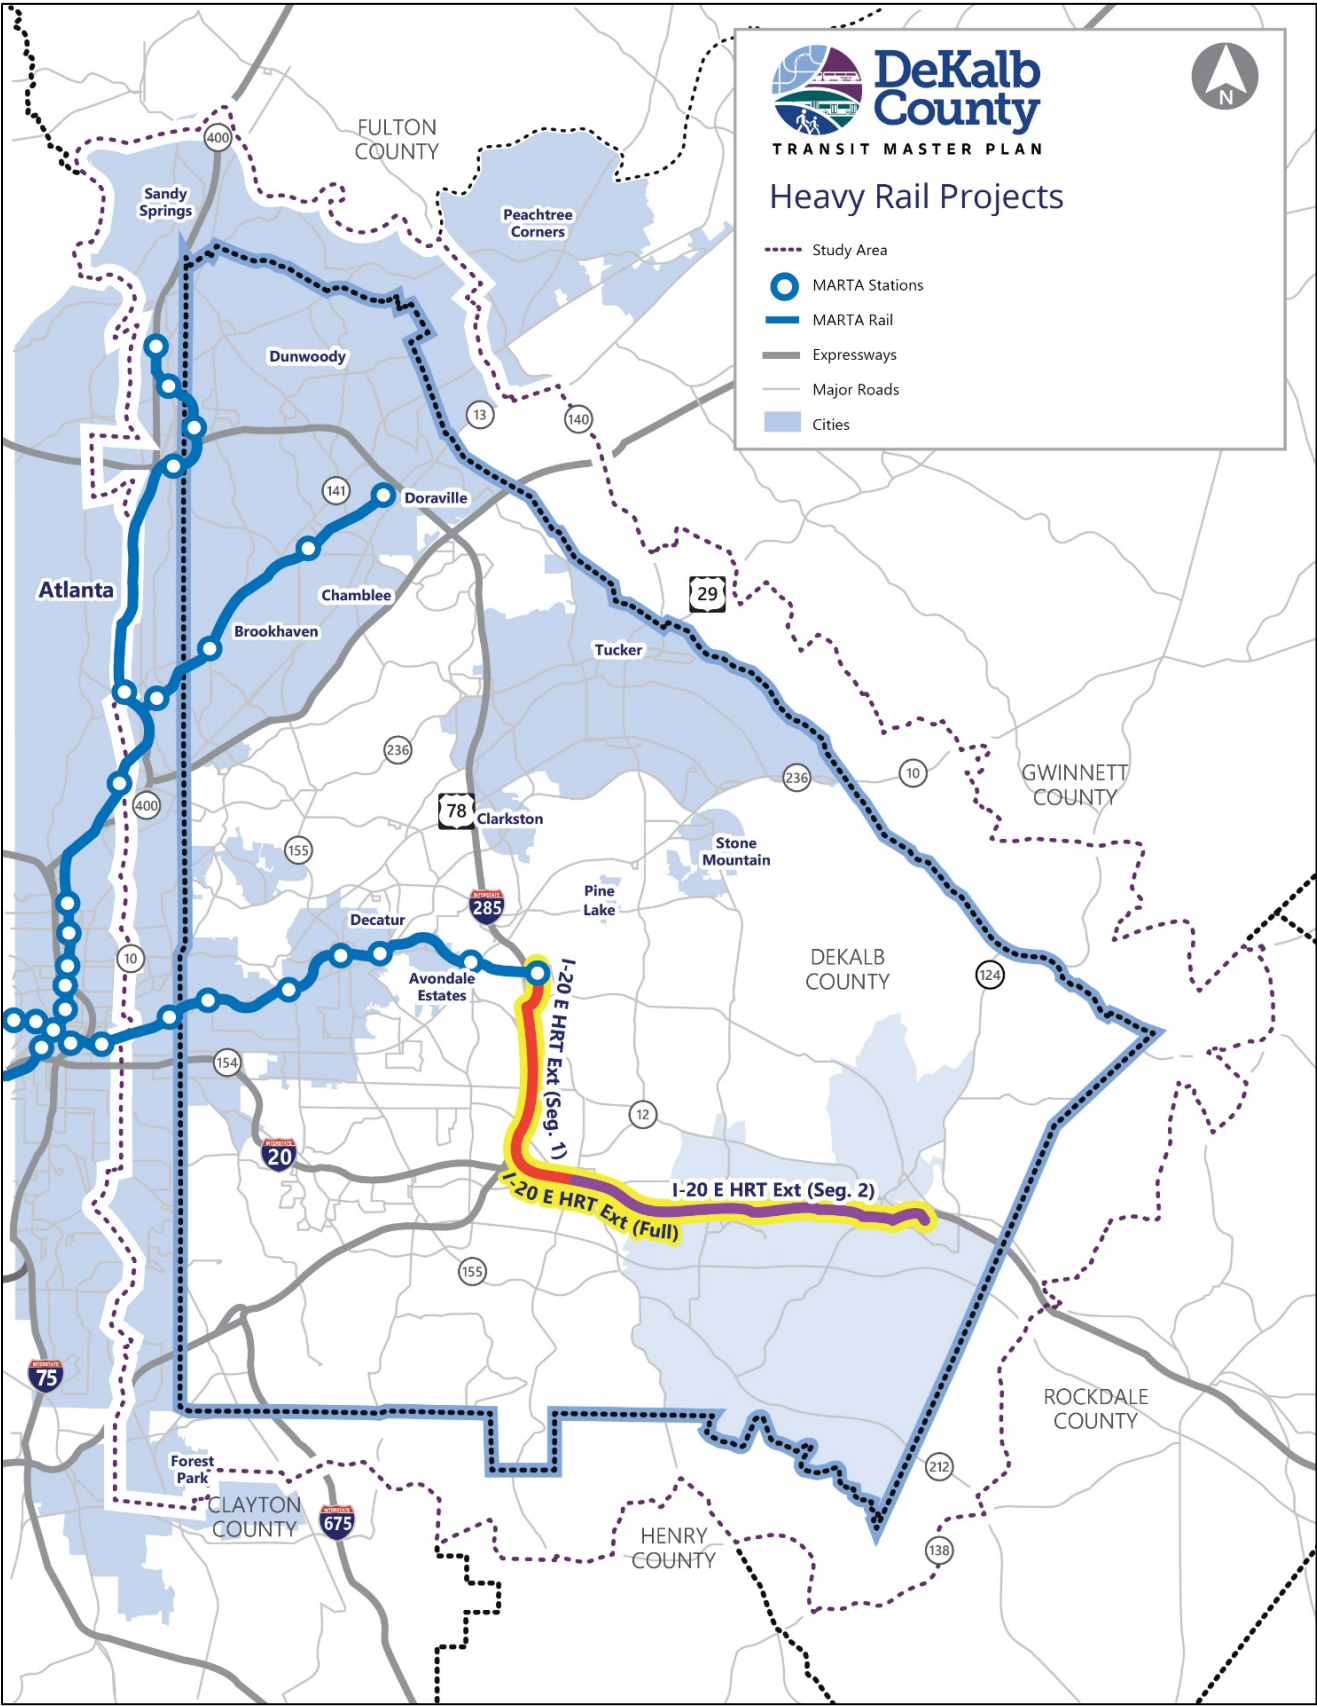 DeKalb
County
TRANSIT MASTER PLAN
N
Heavy Rail Projects
Study Area
MARTA Stations
MARTA Rail
Expressways
Major Roads
Cities
FULTON
COUNTY
400
Sandy
Springs
Peachtree
Corners
Dunwoody
13
140
141
Doraville
Atlanta
Chamblee
29
Brookhaven
Tucker
236
236
10
GWINNETT
COUNTY
400
78
Clarkston
155
Stone
Mountain
Pine
Lake
INTERSTATE
285
Decatur
10
Avondale
Estates
DEKALB
COUNTY
124
I-20 E HRT Ext (Seg. 1)
154
12
INTERSTATE
20
I-20 E HRT Ext (Full)
I-20 E HRT Ext (Seg. 2)
155
INTERSTATE
75
ROCKDALE
COUNTY
Forest
Park
212
CLAYTON
COUNTY
INTERSTATE
675
HENRY
COUNTY
138